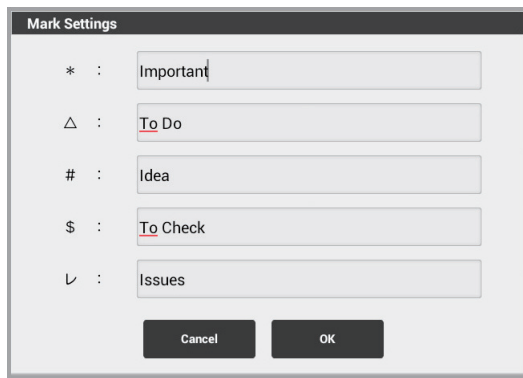 Mark Settings
* : Important
△ : To Do
# : Idea
$ : To Check
レ : Issues
Cancel OK